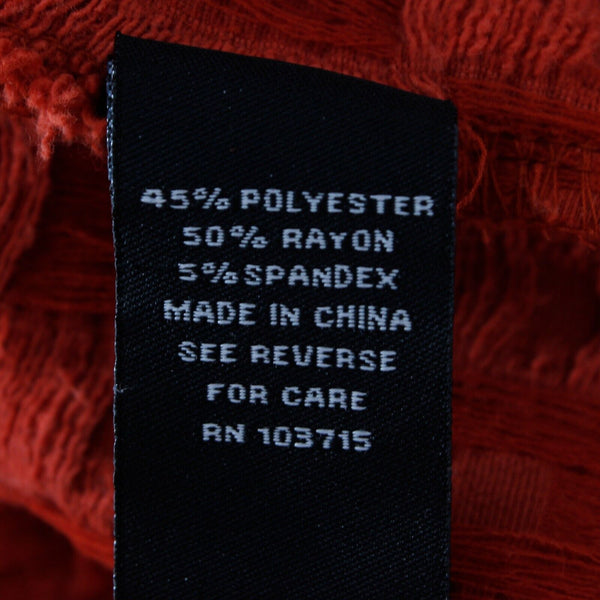 45% POLYESTER
50% RAYON
5% SPANDEX
MADE IN CHINA
SEE REVERSE
FOR CARE
RN 103715